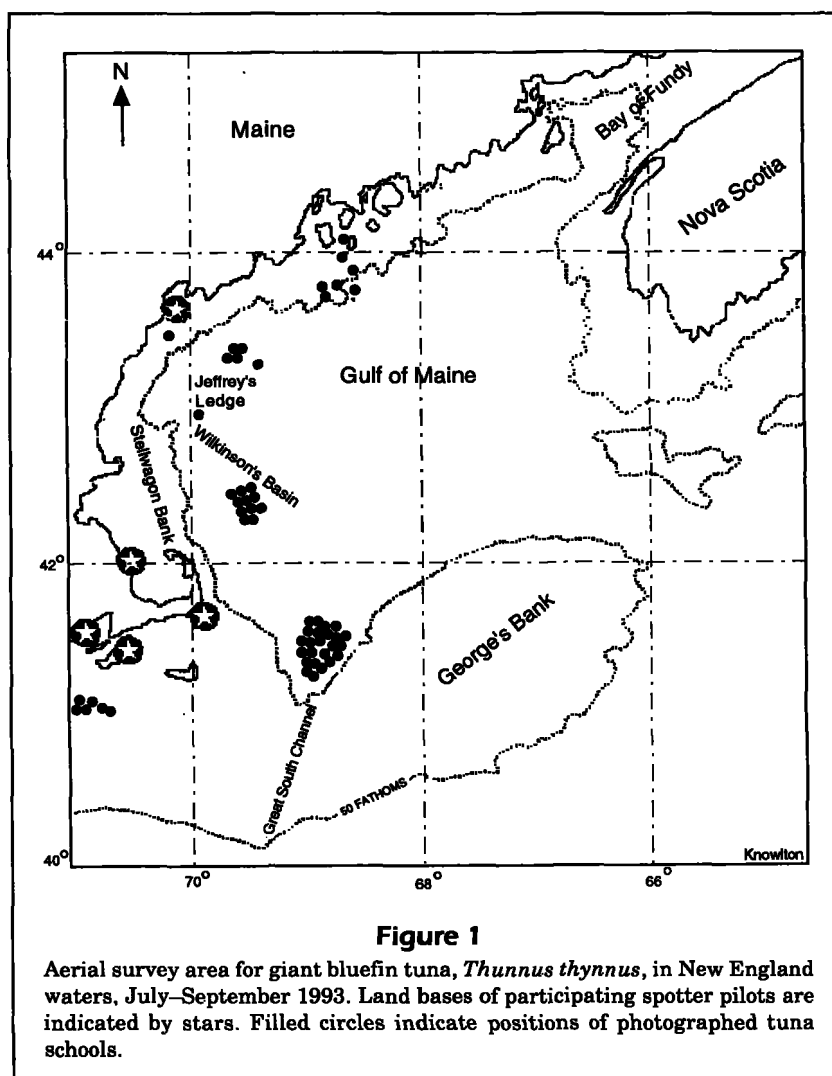 N
Maine
Bay of Fundy
Nova Scotia
44°
Jeffrey's
Ledge
Gulf of Maine
Wilkinson's Basin
Stellwagon Bank
42°
George's Bank
Great South Channel
50 FATHOMS
40°
Knowlton
70°
68°
66°
Figure 1
Aerial survey area for giant bluefin tuna, Thunnus thynnus, in New England
waters, July–September 1993. Land bases of participating spotter pilots are
indicated by stars. Filled circles indicate positions of photographed tuna
schools.